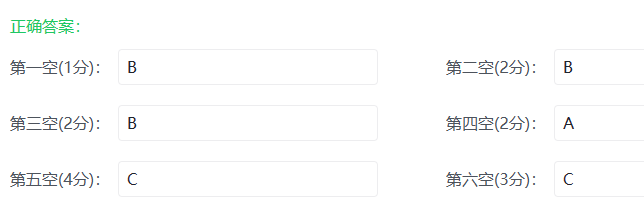 正确答案：
第一空(1分)： B 第二空(2分)： B
第三空(2分)： B 第四空(2分)： A
第五空(4分)： C 第六空(3分)： C